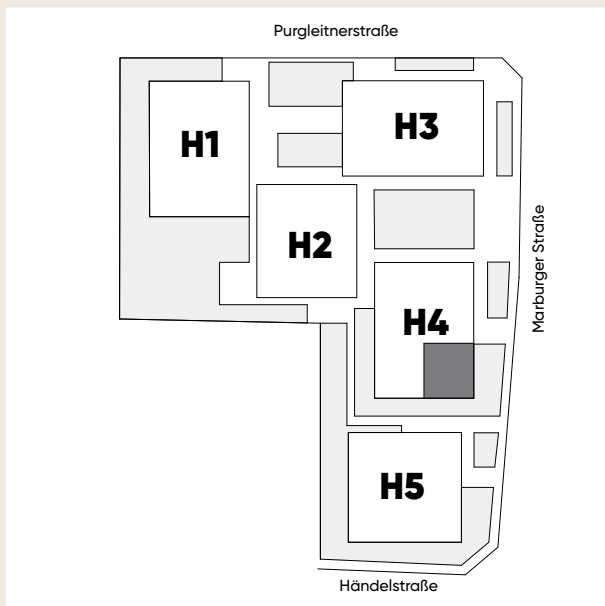 Purgleitnerstraße
H1
H3
H2
Marburger Straße
H4
H5
Händelstraße